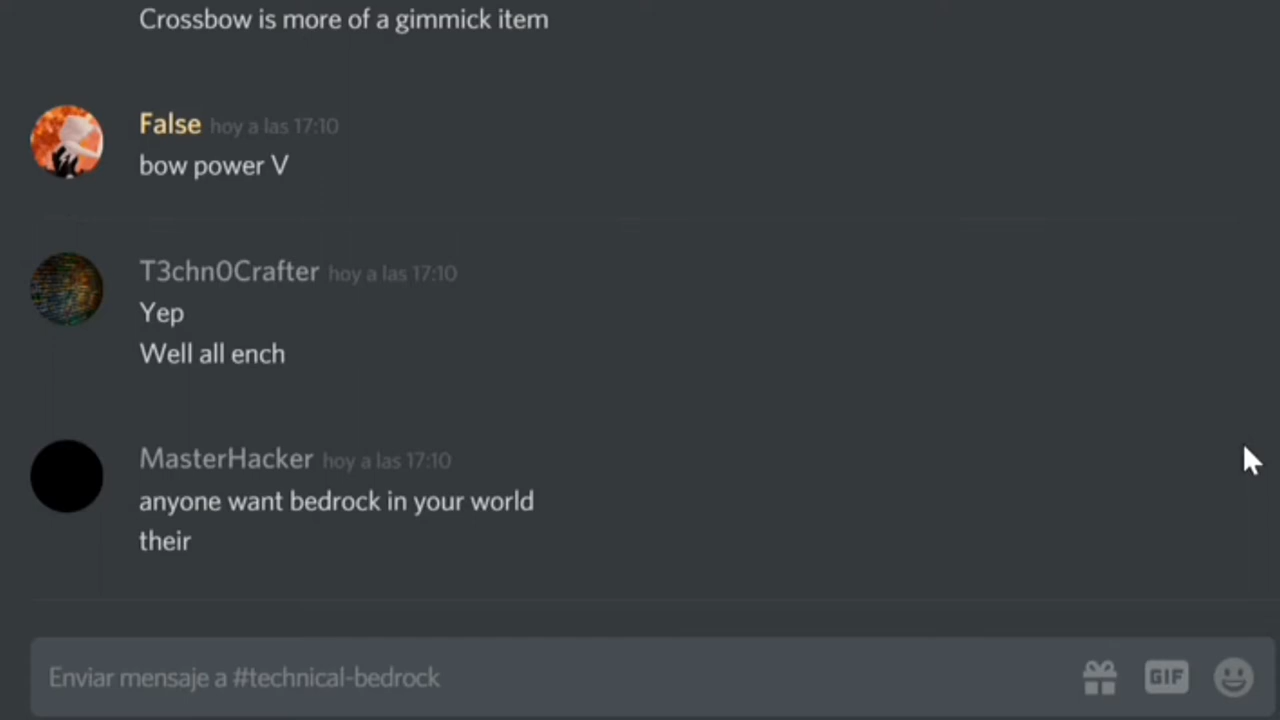 Crossbow is more of a gimmick item
False hoy a las 17:10
bow power V
T3chn0Crafter hoy a las 17:10
Yep
Well all ench
MasterHacker hoy a las 17:10
anyone want bedrock in your world
their
Enviar mensaje a #technical-bedrock
GIF